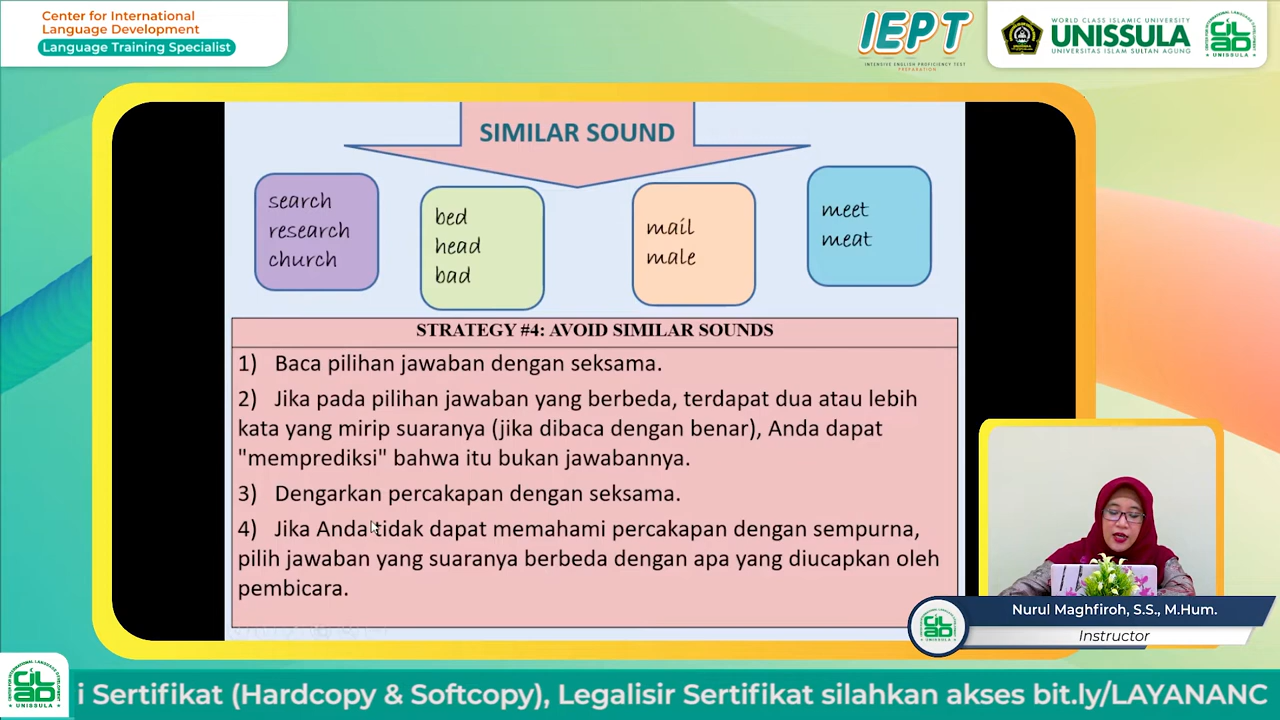 Center for International
Language Development
Language Training Specialist
IEPT
INTENSIVE ENGLISH PROFICIENCY TEST
PREPARATION
WORLD CLASS ISLAMIC UNIVERSITY
UNISSULA
UNIVERSITAS ISLAM SULTAN AGUNG
CILAD
UNISSULA
SIMILAR SOUND
search
research
church
bed
head
bad
mail
male
meet
meat
STRATEGY #4: AVOID SIMILAR SOUNDS
1) Baca pilihan jawaban dengan seksama.
2) Jika pada pilihan jawaban yang berbeda, terdapat dua atau lebih
kata yang mirip suaranya (jika dibaca dengan benar), Anda dapat
"memprediksi" bahwa itu bukan jawabannya.
3) Dengarkan percakapan dengan seksama.
4) Jika Anda tidak dapat memahami percakapan dengan sempurna,
pilih jawaban yang suaranya berbeda dengan apa yang diucapkan oleh
pembicara.
Nurul Maghfiroh, S.S., M.Hum.
Instructor
CILAD
UNISSULA
i Sertifikat (Hardcopy & Softcopy), Legalisir Sertifikat silahkan akses bit.ly/LAYANANC